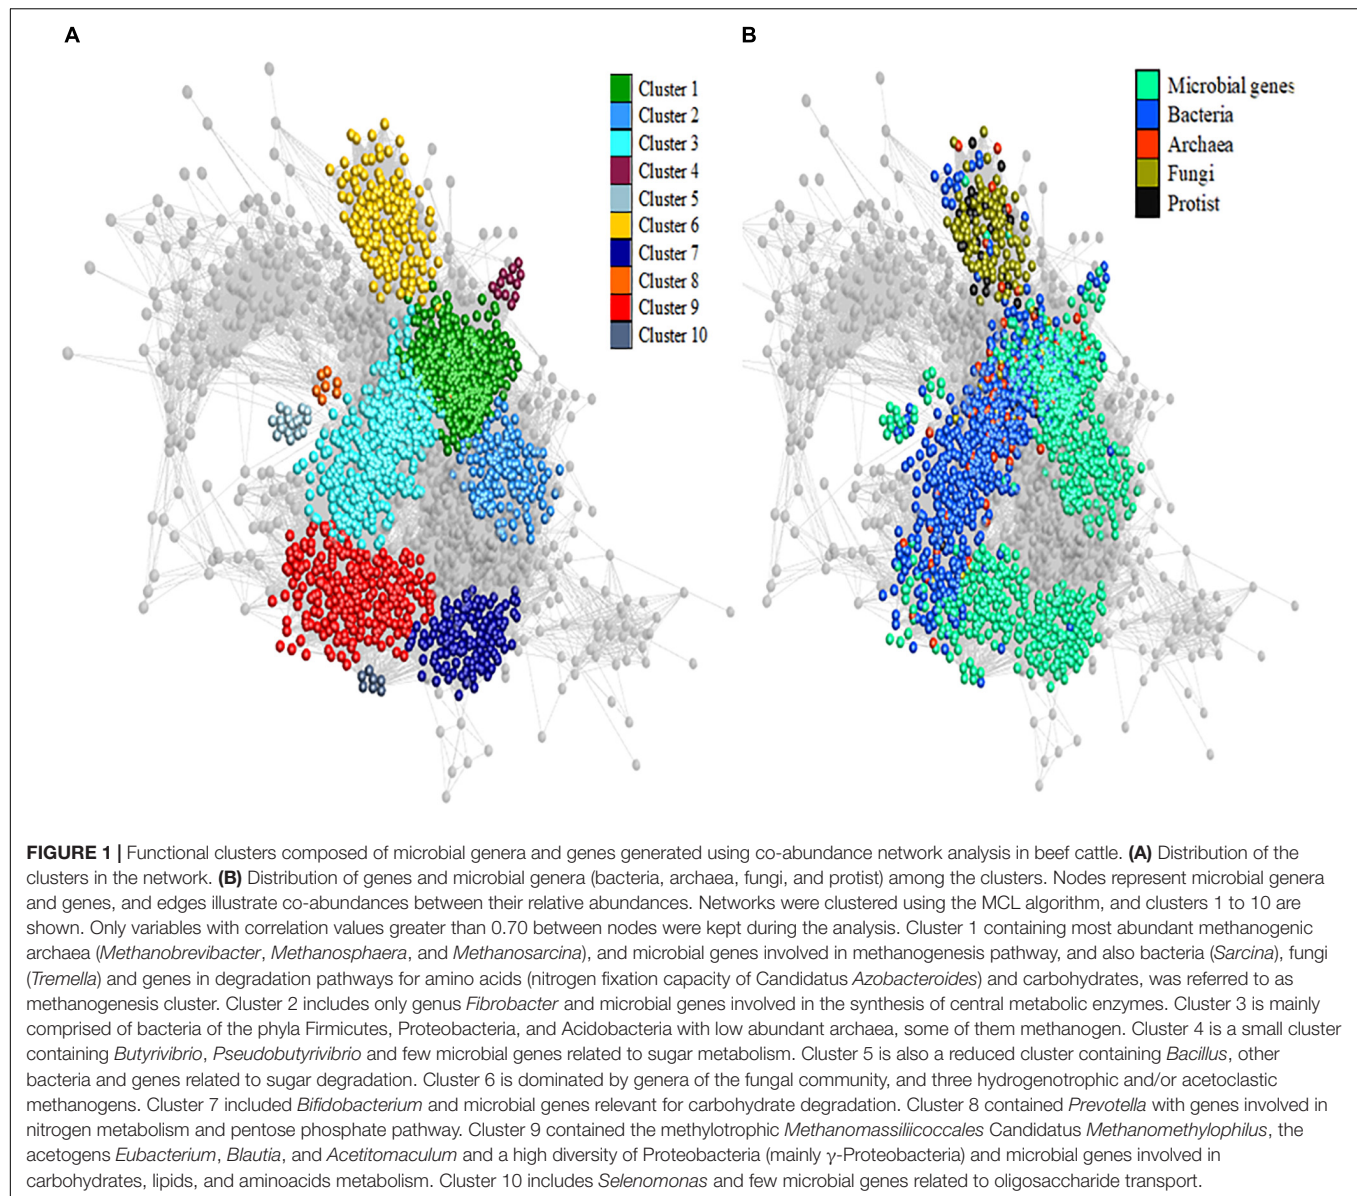 A
B
Cluster 1
Cluster 2
Cluster 3
Cluster 4
Cluster 5
Cluster 6
Cluster 7
Cluster 8
Cluster 9
Cluster 10
Microbial genes
Bacteria
Archaea
Fungi
Protist
FIGURE 1 | Functional clusters composed of microbial genera and genes generated using co-abundance network analysis in beef cattle. (A) Distribution of the
clusters in the network. (B) Distribution of genes and microbial genera (bacteria, archaea, fungi, and protist) among the clusters. Nodes represent microbial genera
and genes, and edges illustrate co-abundances between their relative abundances. Networks were clustered using the MCL algorithm, and clusters 1 to 10 are
shown. Only variables with correlation values greater than 0.70 between nodes were kept during the analysis. Cluster 1 containing most abundant methanogenic
archaea (Methanobrevibacter, Methanosphaera, and Methanosarcina), and microbial genes involved in methanogenesis pathway, and also bacteria (Sarcina), fungi
(Tremella) and genes in degradation pathways for amino acids (nitrogen fixation capacity of Candidatus Azobacteroides) and carbohydrates, was referred to as
methanogenesis cluster. Cluster 2 includes only genus Fibrobacter and microbial genes involved in the synthesis of central metabolic enzymes. Cluster 3 is mainly
comprised of bacteria of the phyla Firmicutes, Proteobacteria, and Acidobacteria with low abundant archaea, some of them methanogen. Cluster 4 is a small cluster
containing Butyrivibrio, Pseudobutyrivibrio and few microbial genes related to sugar metabolism. Cluster 5 is also a reduced cluster containing Bacillus, other
bacteria and genes related to sugar degradation. Cluster 6 is dominated by genera of the fungal community, and three hydrogenotrophic and/or acetoclastic
methanogens. Cluster 7 included Bifidobacterium and microbial genes relevant for carbohydrate degradation. Cluster 8 contained Prevotella with genes involved in
nitrogen metabolism and pentose phosphate pathway. Cluster 9 contained the methylotrophic Methanomassiliicoccales Candidatus Methanomethylophilus, the
acetogens Eubacterium, Blautia, and Acetitomaculum and a high diversity of Proteobacteria (mainly γ-Proteobacteria) and microbial genes involved in
carbohydrates, lipids, and aminoacids metabolism. Cluster 10 includes Selenomonas and few microbial genes related to oligosaccharide transport.